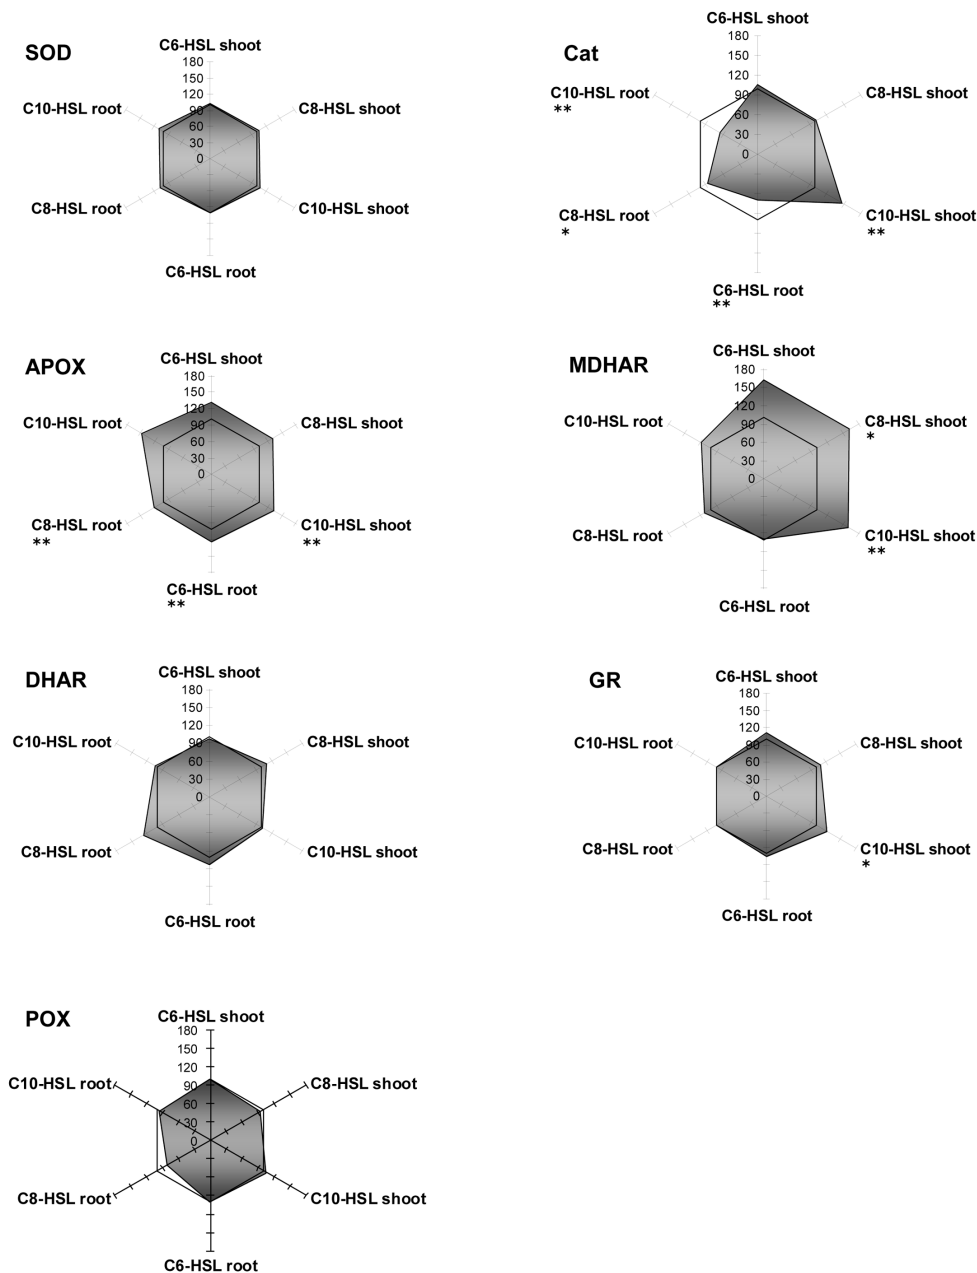 SOD
C6-HSL shoot
180
150
120
90
60
30
0
C10-HSL root
C8-HSL shoot
C8-HSL root
C10-HSL shoot
C6-HSL root
Cat
C6-HSL shoot
180
150
120
90
60
30
0
C10-HSL root
**
C8-HSL shoot
C8-HSL root
*
C10-HSL shoot
**
C6-HSL root
**
APOX
C6-HSL shoot
180
150
120
90
60
30
0
C10-HSL root
C8-HSL shoot
C8-HSL root
**
C10-HSL shoot
**
C6-HSL root
**
MDHAR
C6-HSL shoot
180
150
120
90
60
30
0
C10-HSL root
C8-HSL shoot
*
C8-HSL root
C10-HSL shoot
**
C6-HSL root
DHAR
C6-HSL shoot
180
150
120
90
60
30
0
C10-HSL root
C8-HSL shoot
C8-HSL root
C10-HSL shoot
C6-HSL root
GR
C6-HSL shoot
180
150
120
90
60
30
0
C10-HSL root
C8-HSL shoot
C8-HSL root
C10-HSL shoot
*
C6-HSL root
POX
C6-HSL shoot
180
150
120
90
60
30
0
C10-HSL root
C8-HSL shoot
C8-HSL root
C10-HSL shoot
C6-HSL root